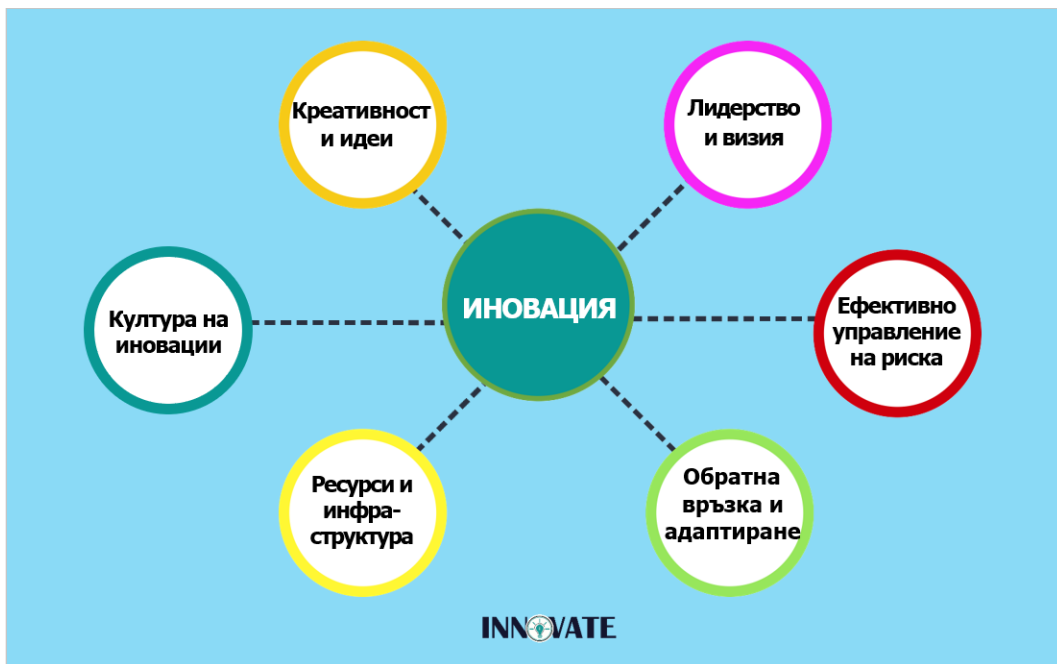 Креативност
и идеи
Лидерство
и визия
ИНОВАЦИЯ
Култура на
иновации
Ефективно
управление
на риска
Ресурси и
инфра-
структура
Обратна
връзка и
адаптиране
INNOVATE